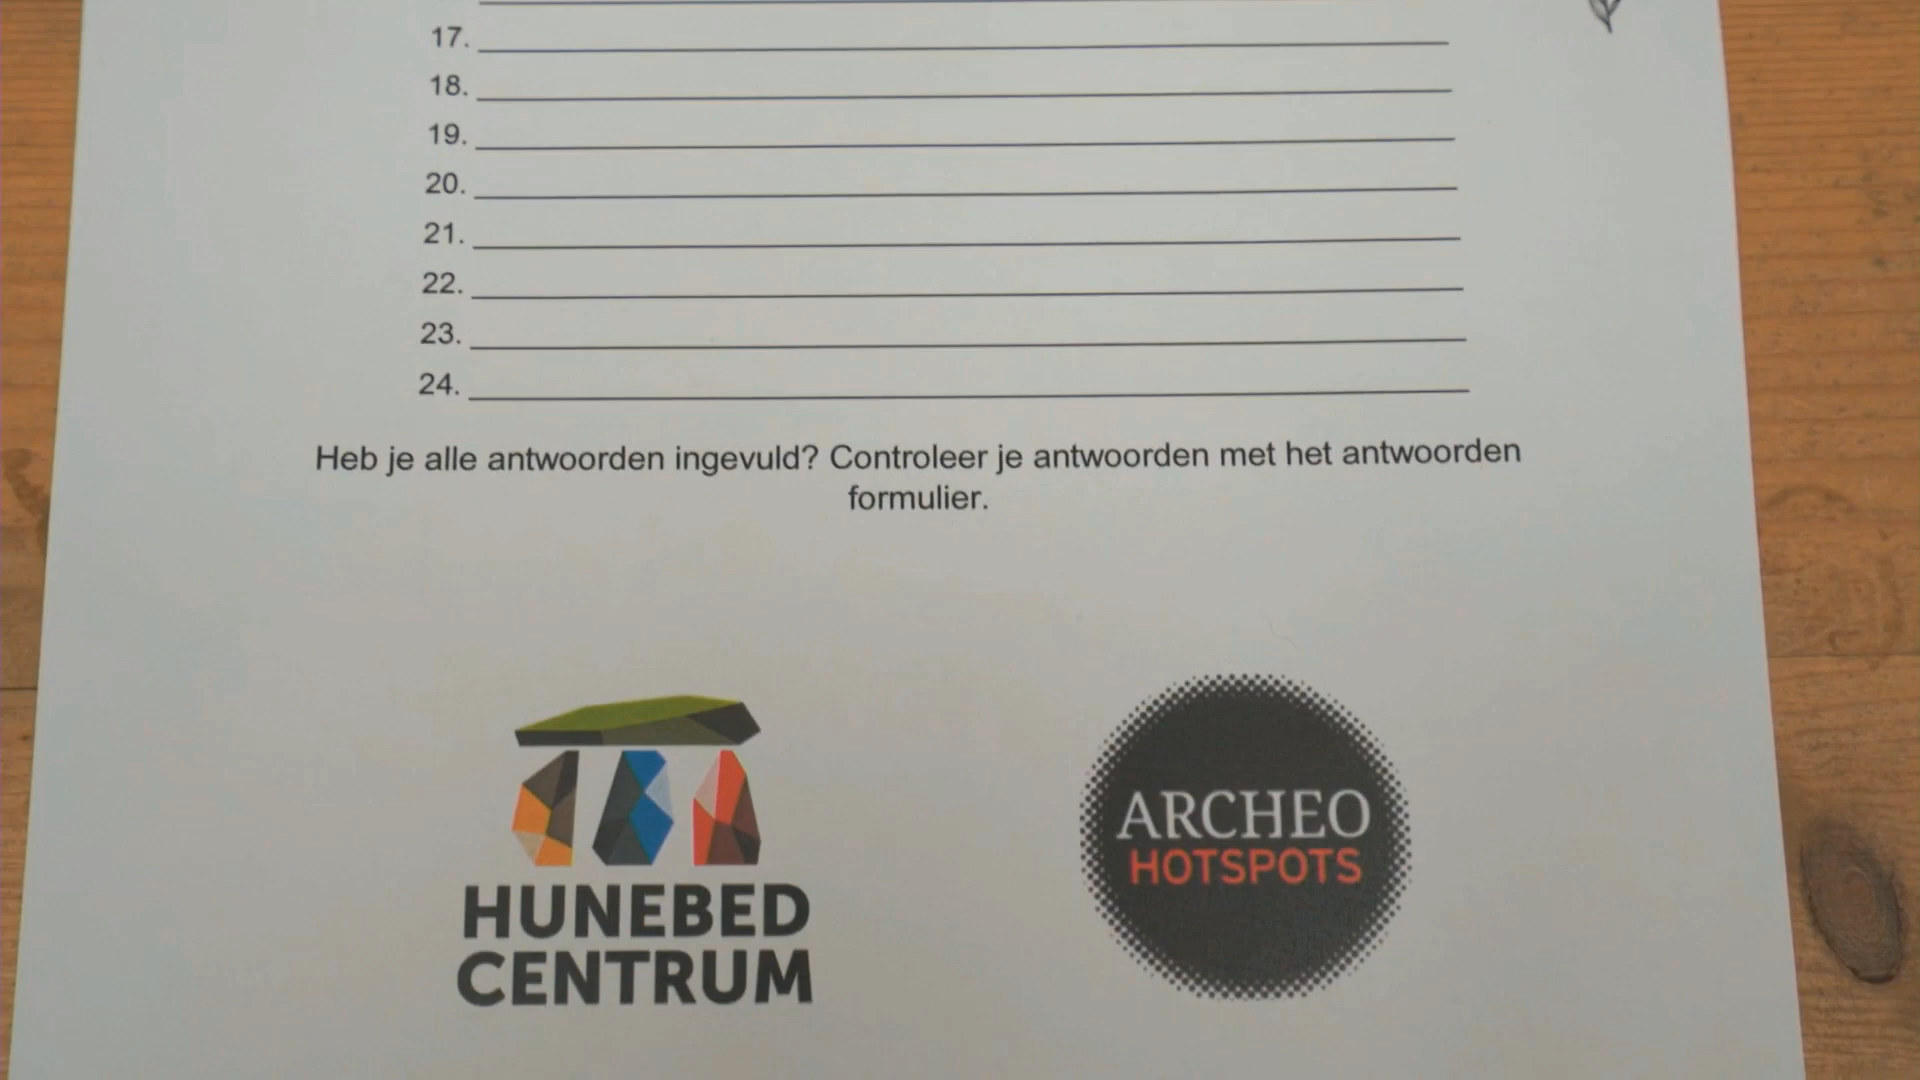 17.
18.
19.
20.
21.
22.
23.
24.
Heb je alle antwoorden ingevuld? Controleer je antwoorden met het antwoorden
formulier.
HUNEBED
CENTRUM
ARCHEO
HOTSPOTS